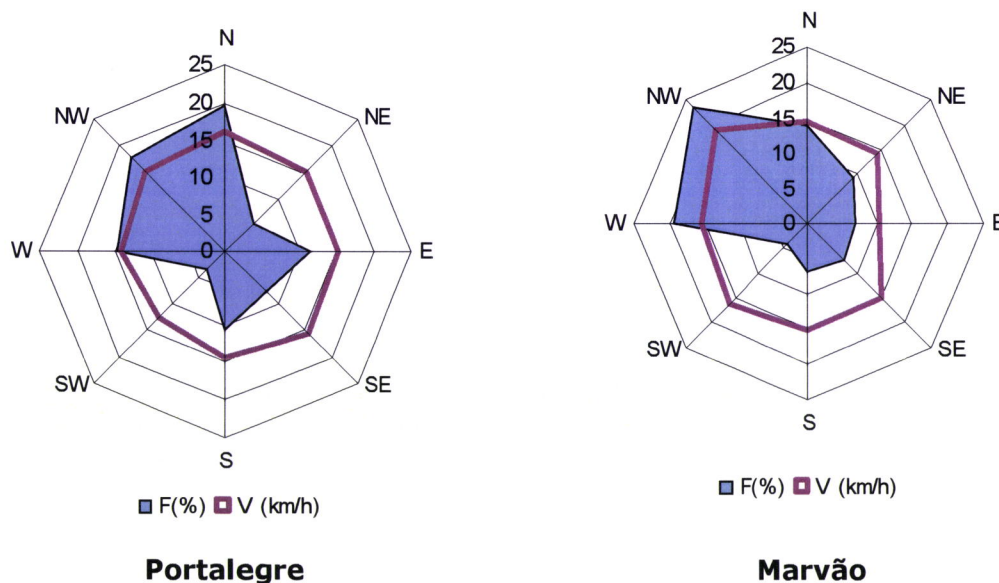 N
25
20
15
10
5
0
NW
NE
W
E
SW
SE
S
F(%) V (km/h)
Portalegre
N
25
20
15
10
5
0
NW
NE
W
E
SW
SE
S
F(%) V (km/h)
Marvão